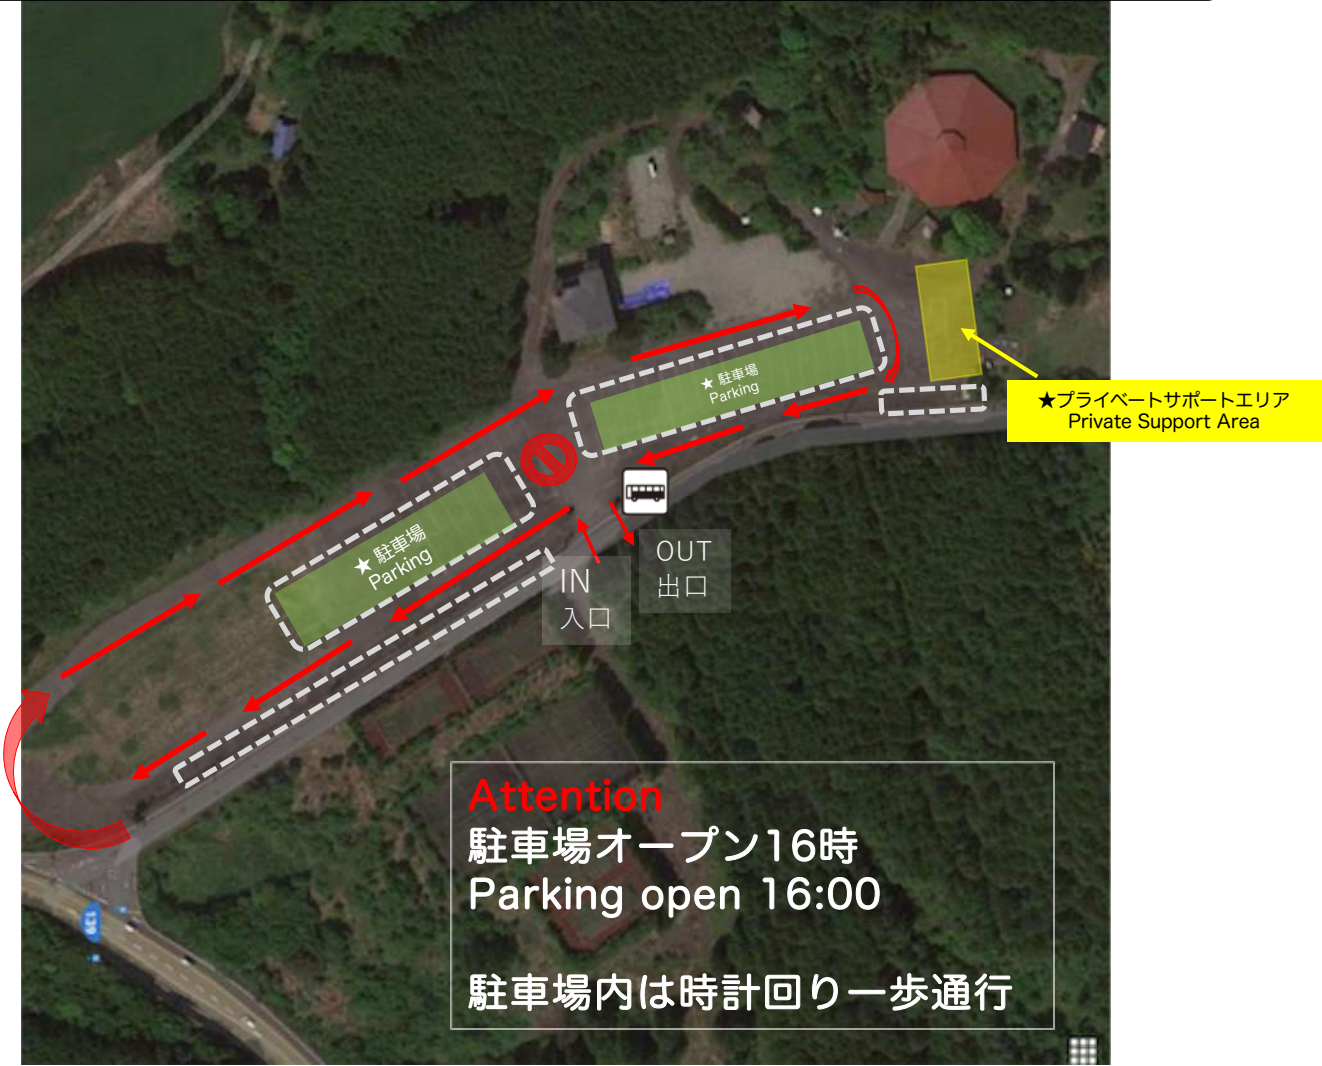 ★プライベートサポートエリア
Private Support Area
★ 駐車場
Parking
★ 駐車場
Parking
OUT
出口
IN
入口
Attention
駐車場オープン16時
Parking open 16:00
駐車場内は時計回り一歩通行
139